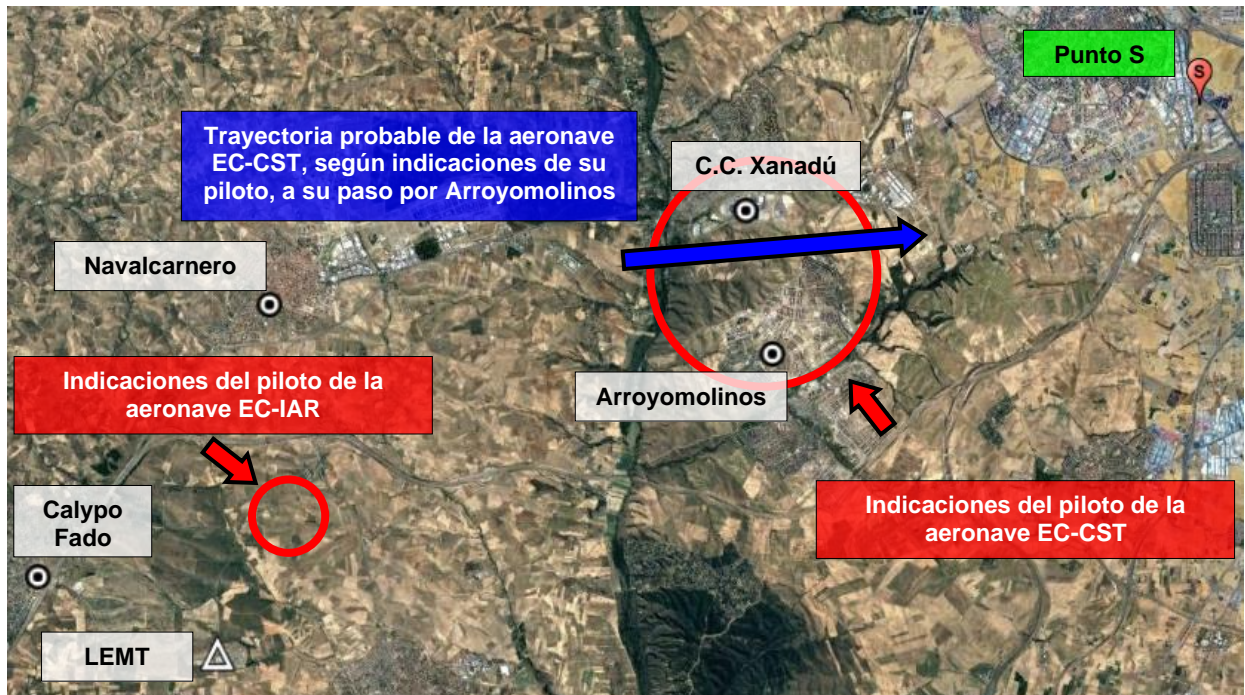 Punto S
S
Trayectoria probable de la aeronave
EC-CST, según indicaciones de su
piloto, a su paso por Arroyomolinos
C.C. Xanadú
Navalcarnero
Indicaciones del piloto de la
aeronave EC-IAR
Arroyomolinos
Calypo
Fado
Indicaciones del piloto de la
aeronave EC-CST
LEMT